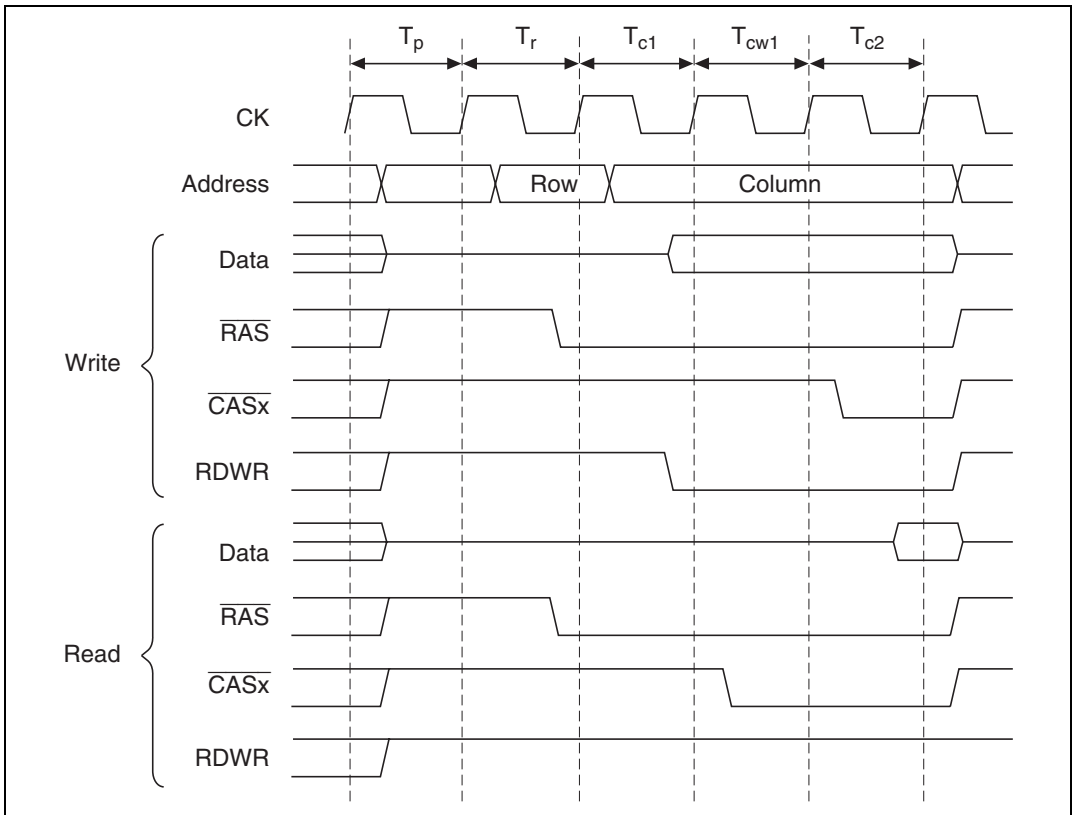 Tp Tr Tc1 Tcw1 Tc2
CK
Address Row Column
Data
RAS
Write
CASx
RDWR
Data
RAS
Read
CASx
RDWR